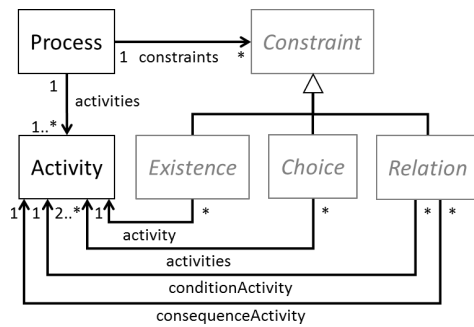 Process
Constraint
1 constraints *
1
activities
1..*
Activity
Existence
Choice
Relation
1 1 2..* 1 * * * *
activity
activities
conditionActivity
consequenceActivity